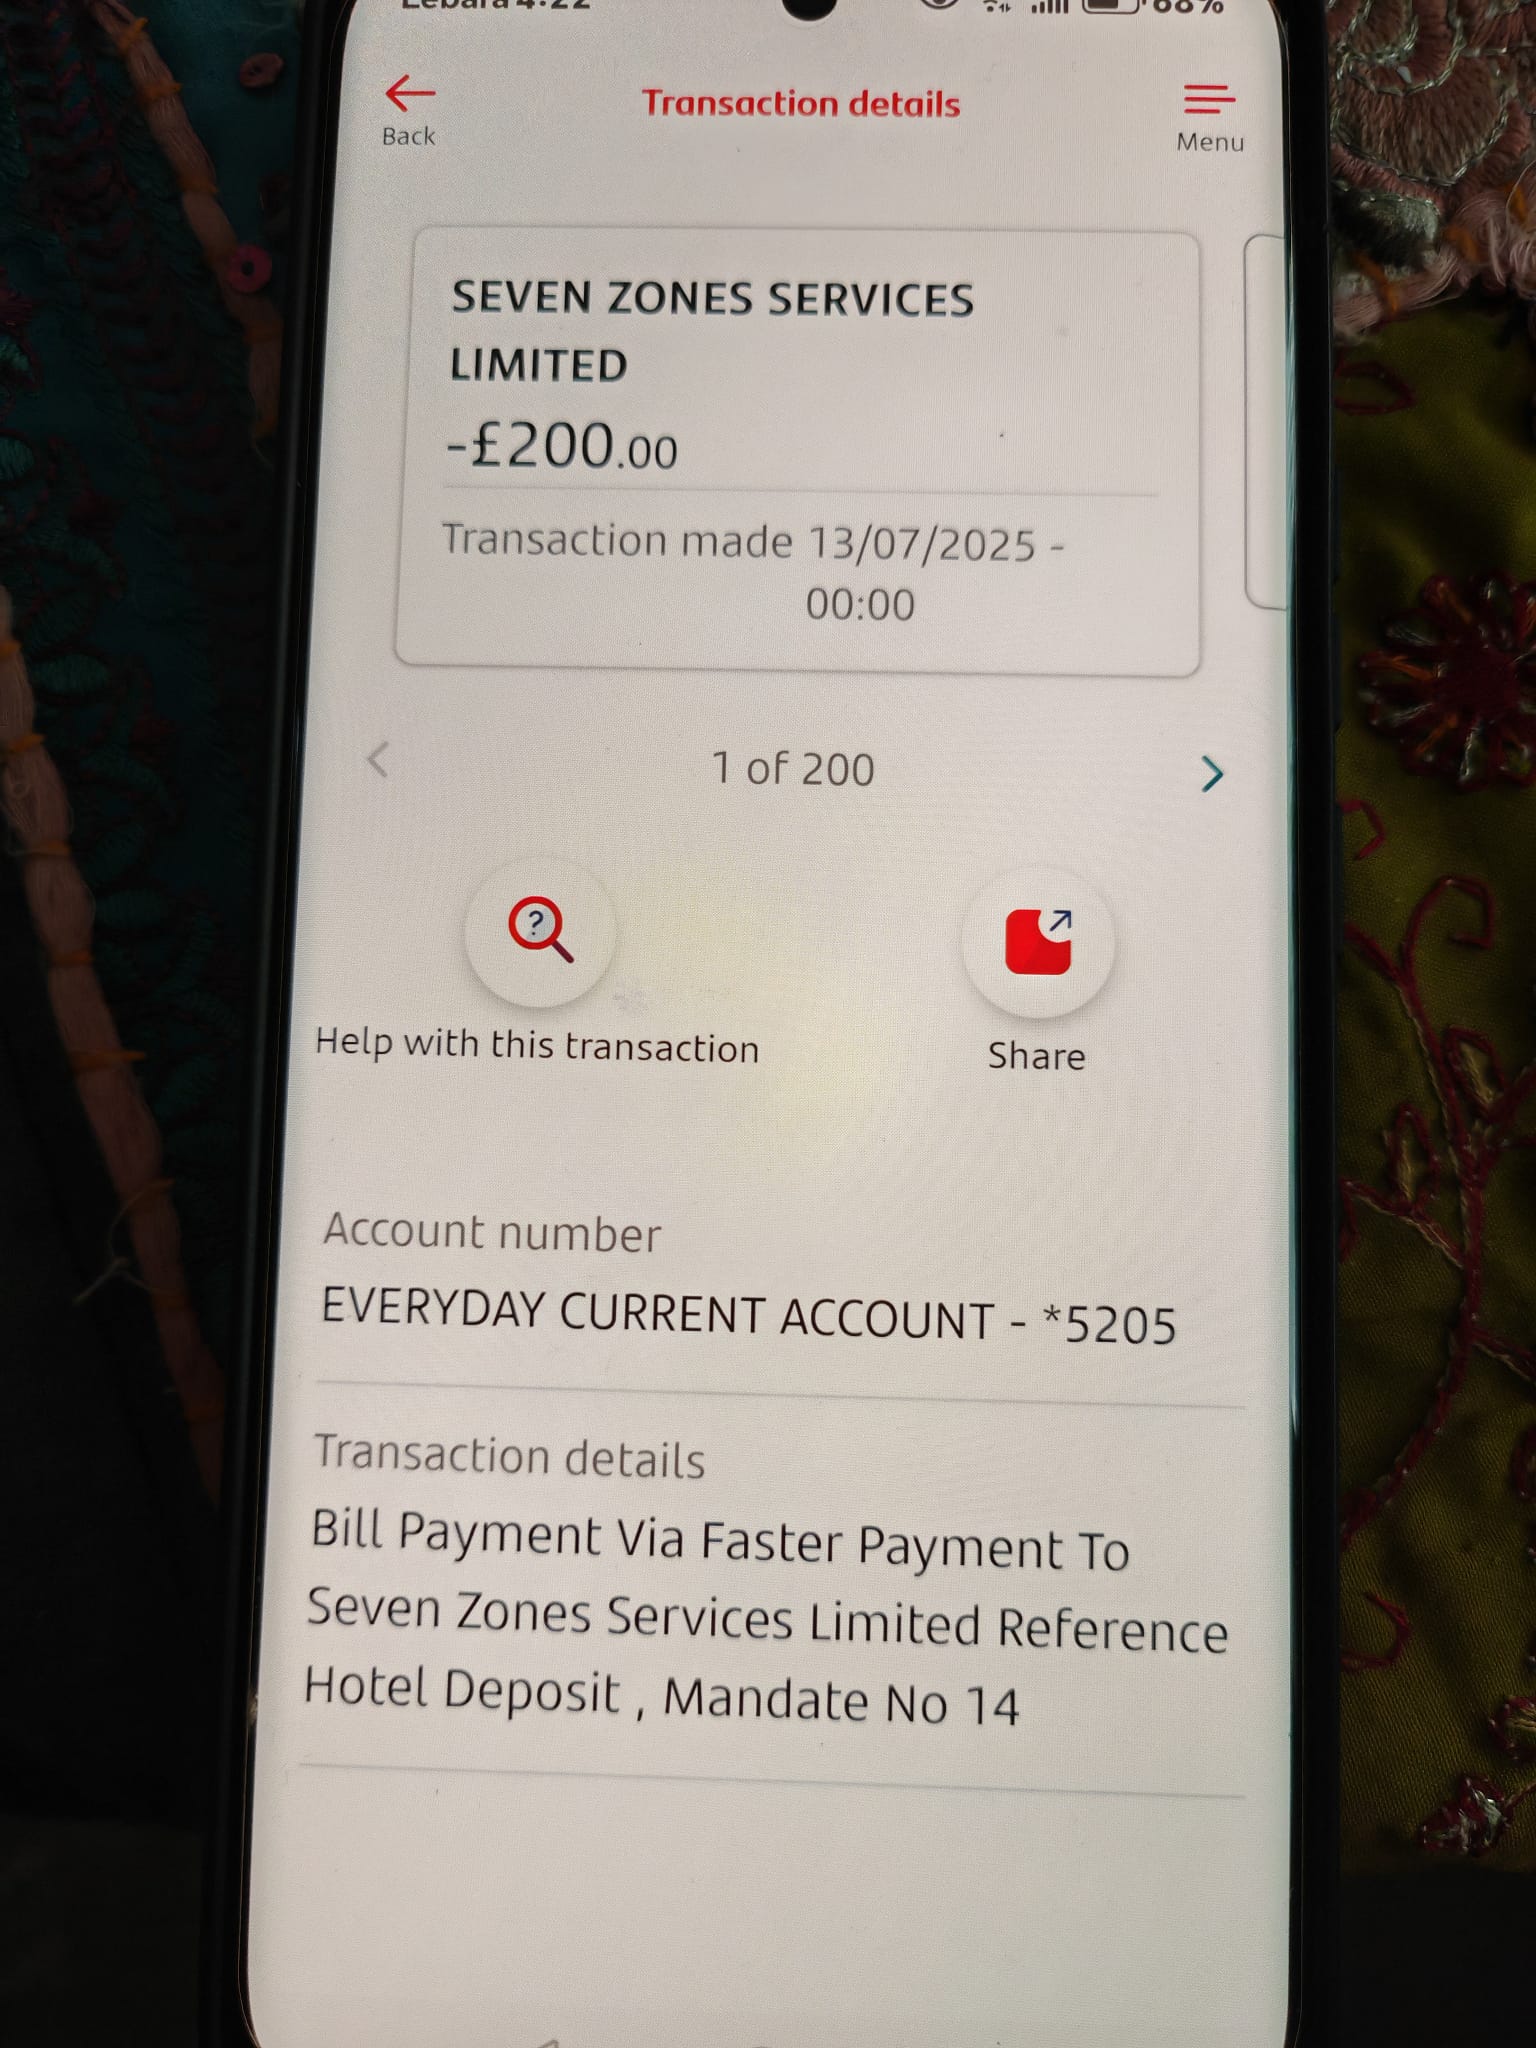 Lebara 4:22
68%
Transaction details
Back
Menu
SEVEN ZONES SERVICES
LIMITED
-£200.00
Transaction made 13/07/2025 -
00:00
1 of 200
?
Help with this transaction
Share
Account number
EVERYDAY CURRENT ACCOUNT - *5205
Transaction details
Bill Payment Via Faster Payment To
Seven Zones Services Limited Reference
Hotel Deposit , Mandate No 14